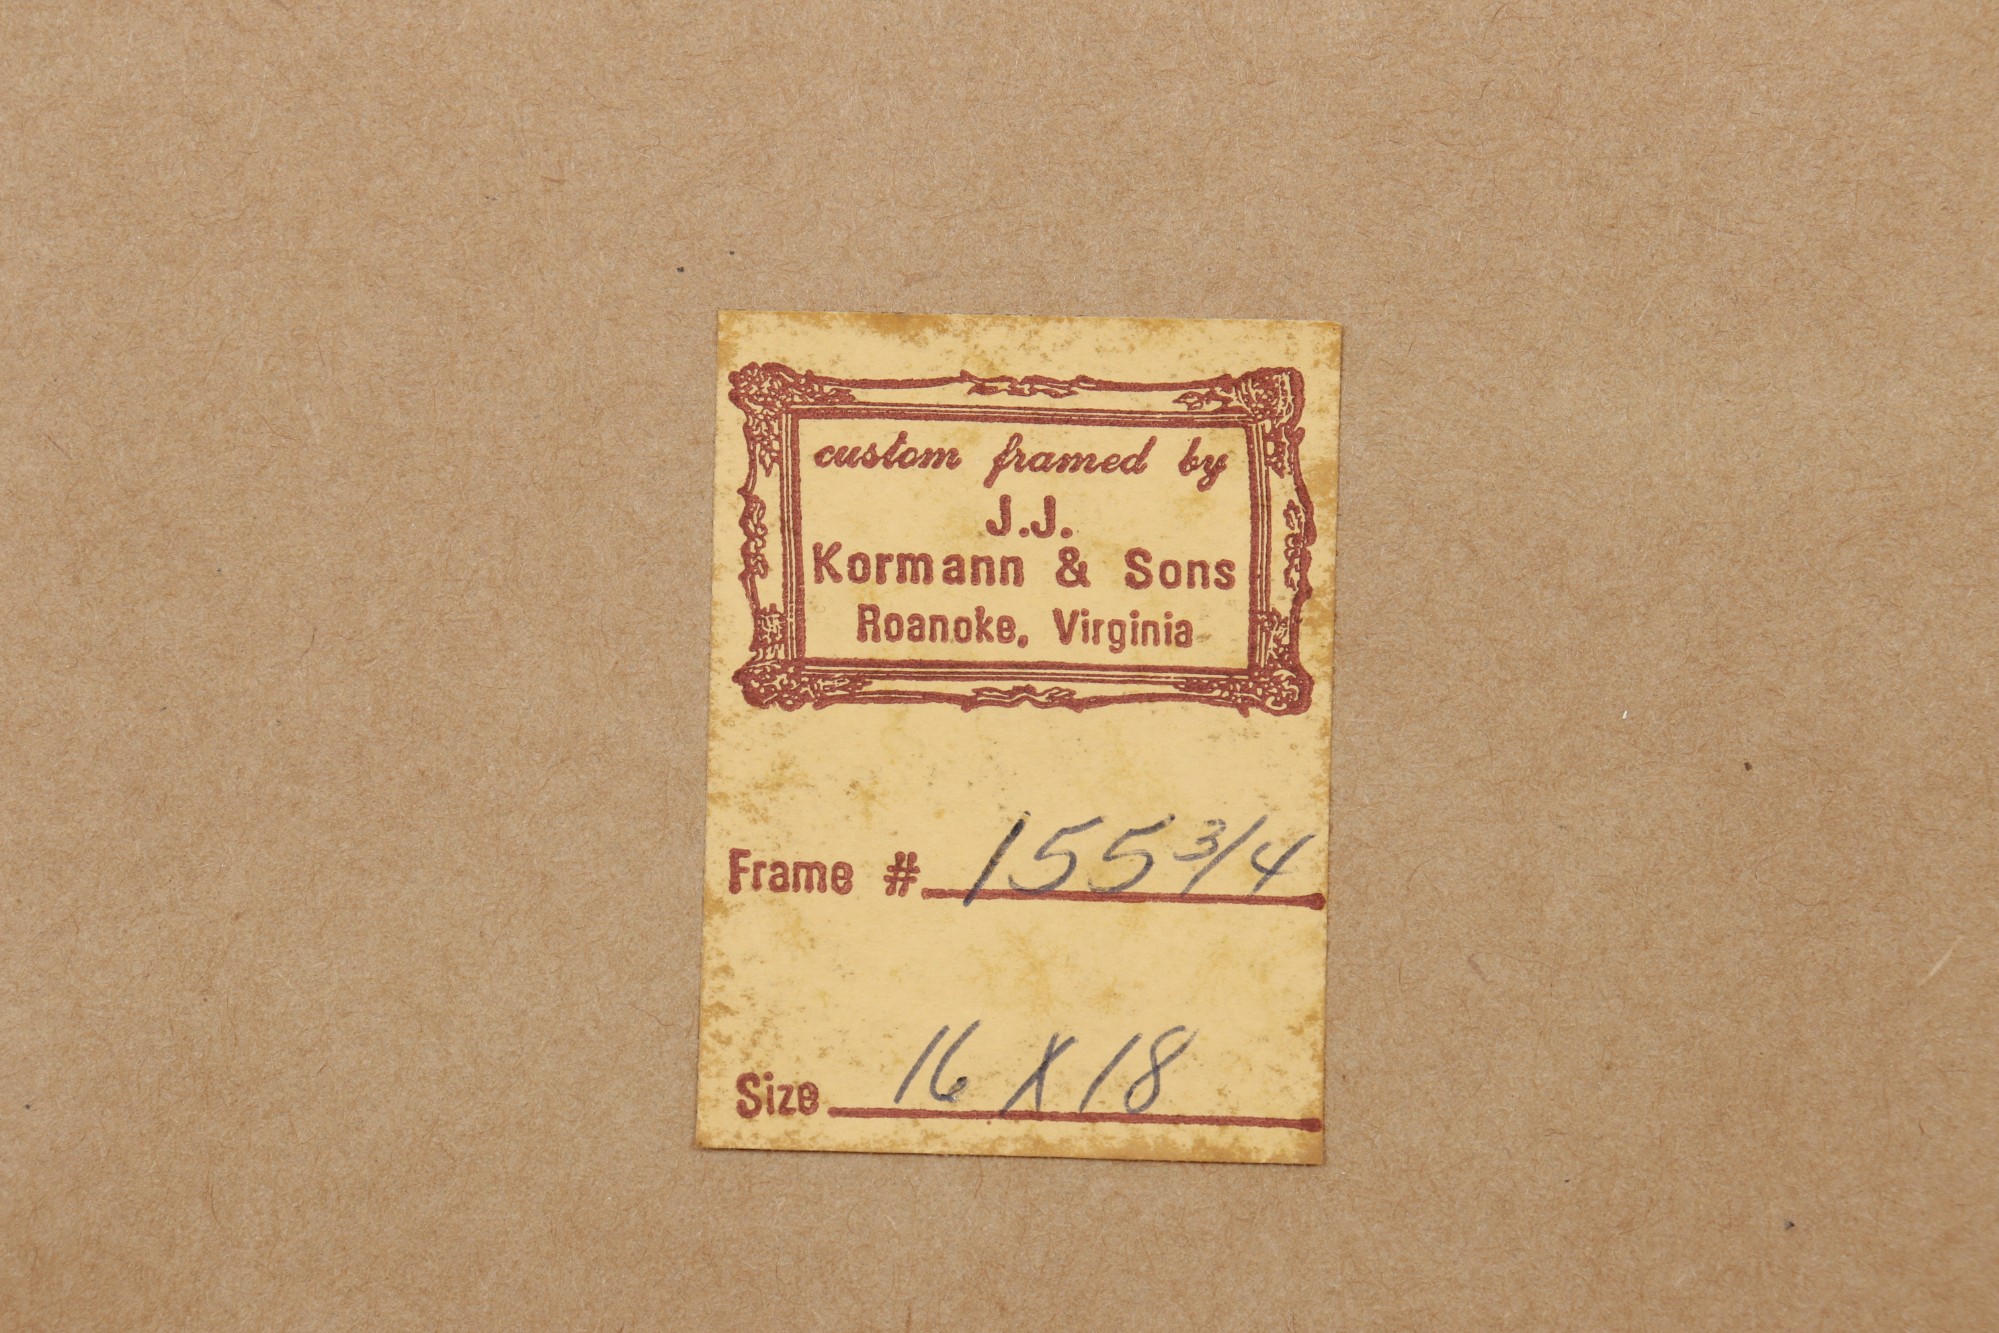 custom framed by
J.J.
Kormann & Sons
Roanoke, Virginia
Frame # 155 3/4
Size 16 X 18